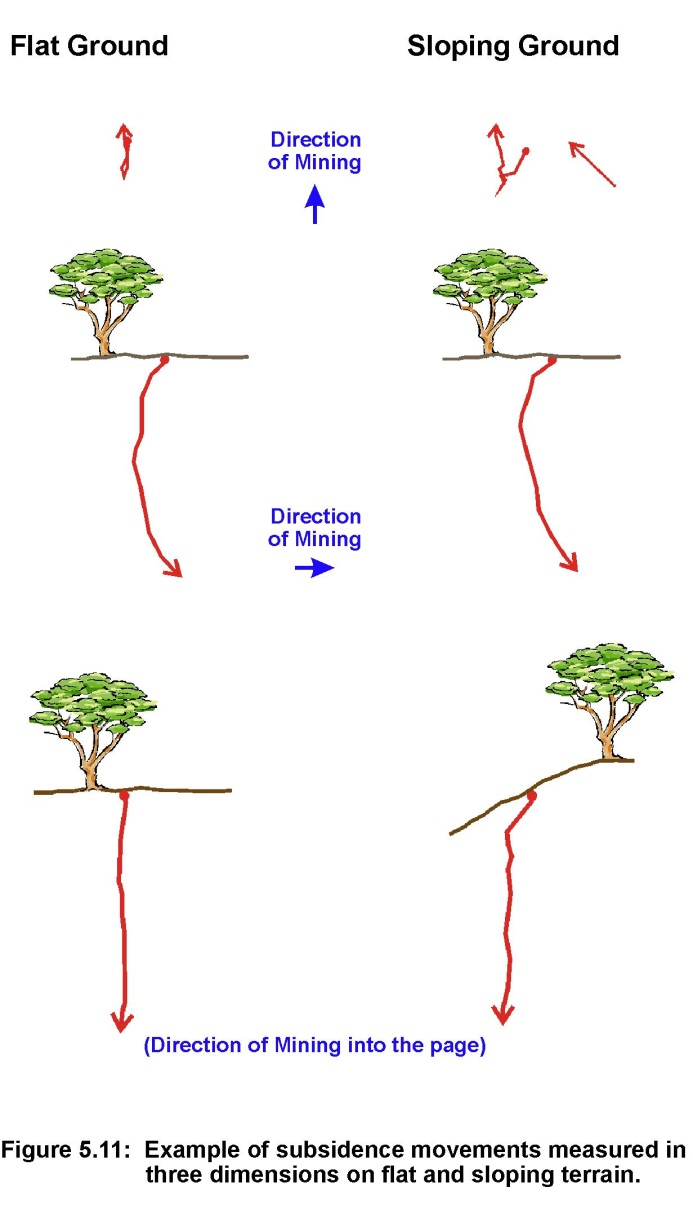 Flat Ground
Sloping Ground
Direction
of Mining
Direction
of Mining
(Direction of Mining into the page)
Figure 5.11: Example of subsidence movements measured in
three dimensions on flat and sloping terrain.